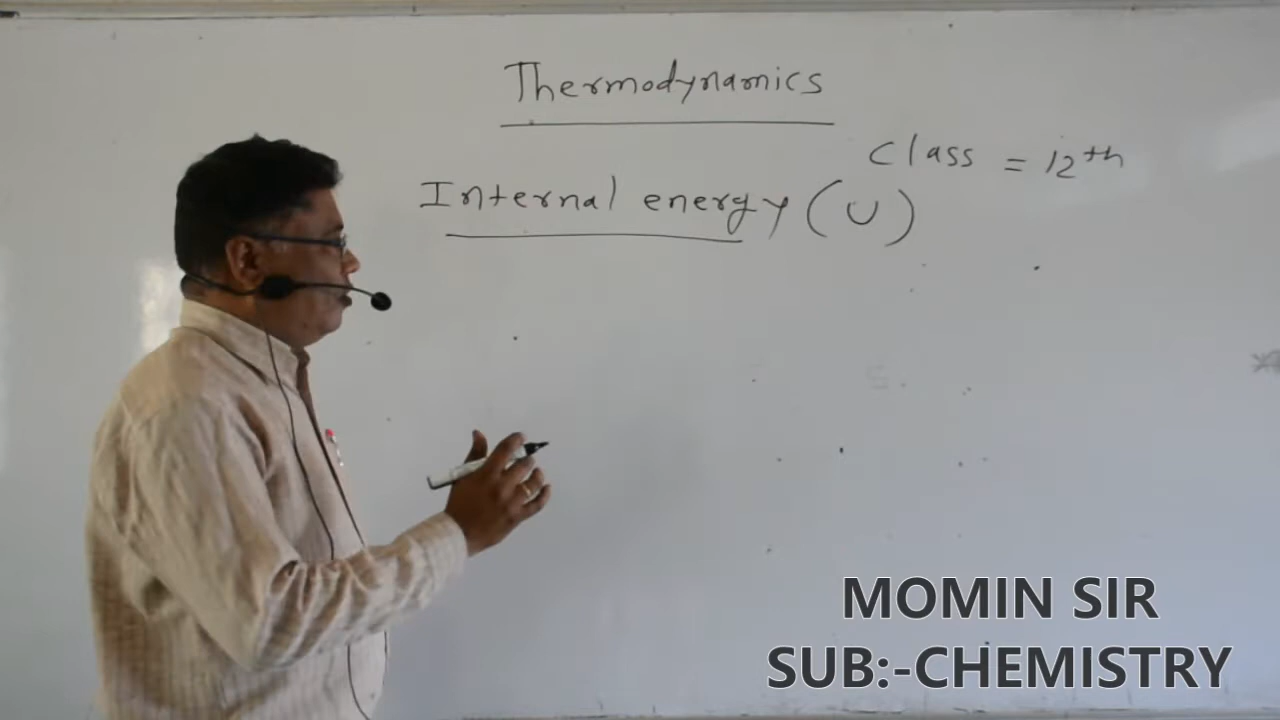 Thermodynamics
Class = 12th
Internal energy (U)
MOMIN SIR
SUB:-CHEMISTRY